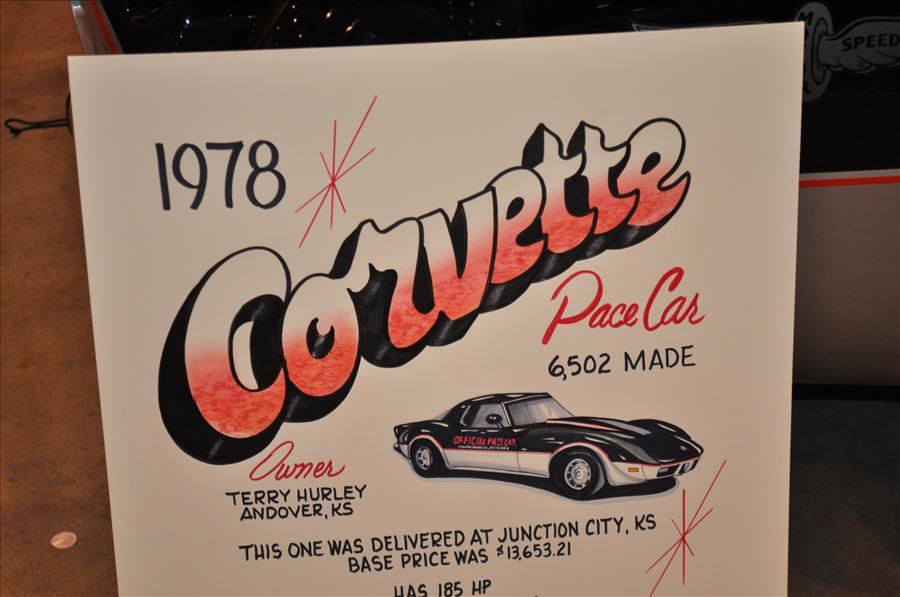 SPEED
1978
Corvette
Pace Car
6,502 MADE
OFFICIAL PACE CAR
Owner
TERRY HURLEY
ANDOVER, KS
THIS ONE WAS DELIVERED AT JUNCTION CITY, KS
BASE PRICE WAS $13,653.21
HAS 185 HP